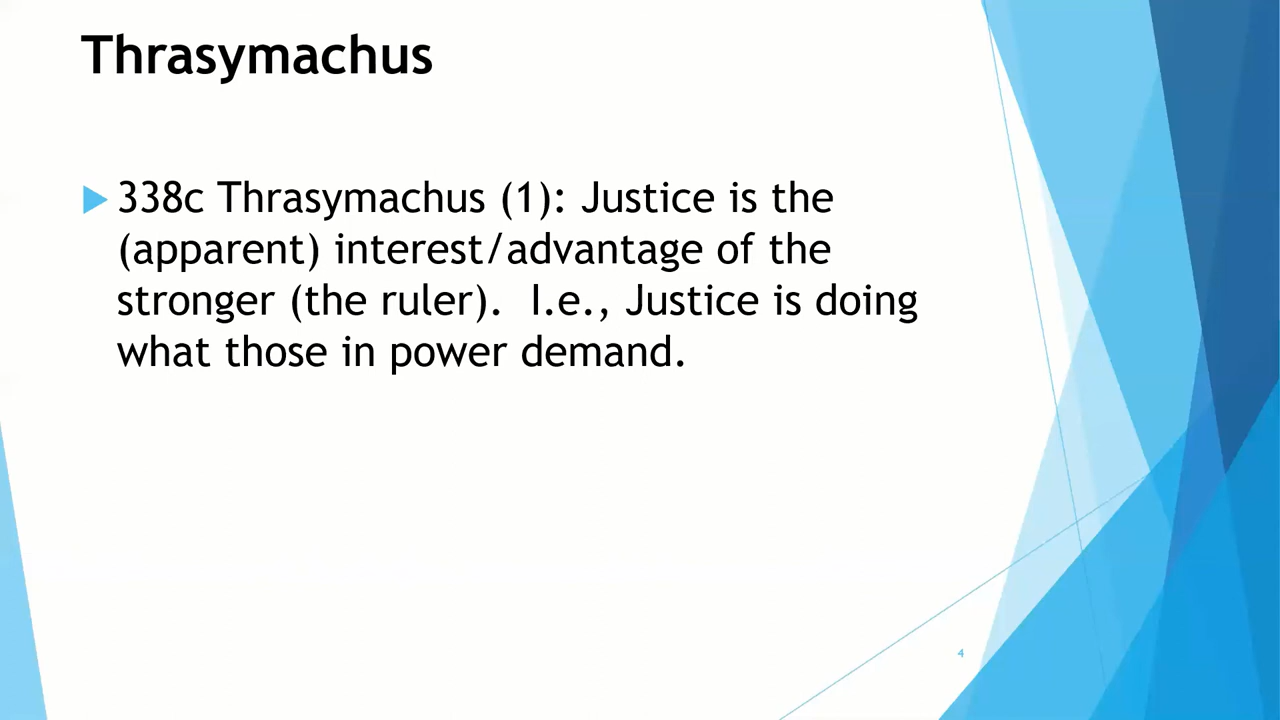 Thrasymachus
338c Thrasymachus (1): Justice is the
(apparent) interest/advantage of the
stronger (the ruler).  I.e., Justice is doing
what those in power demand.
4